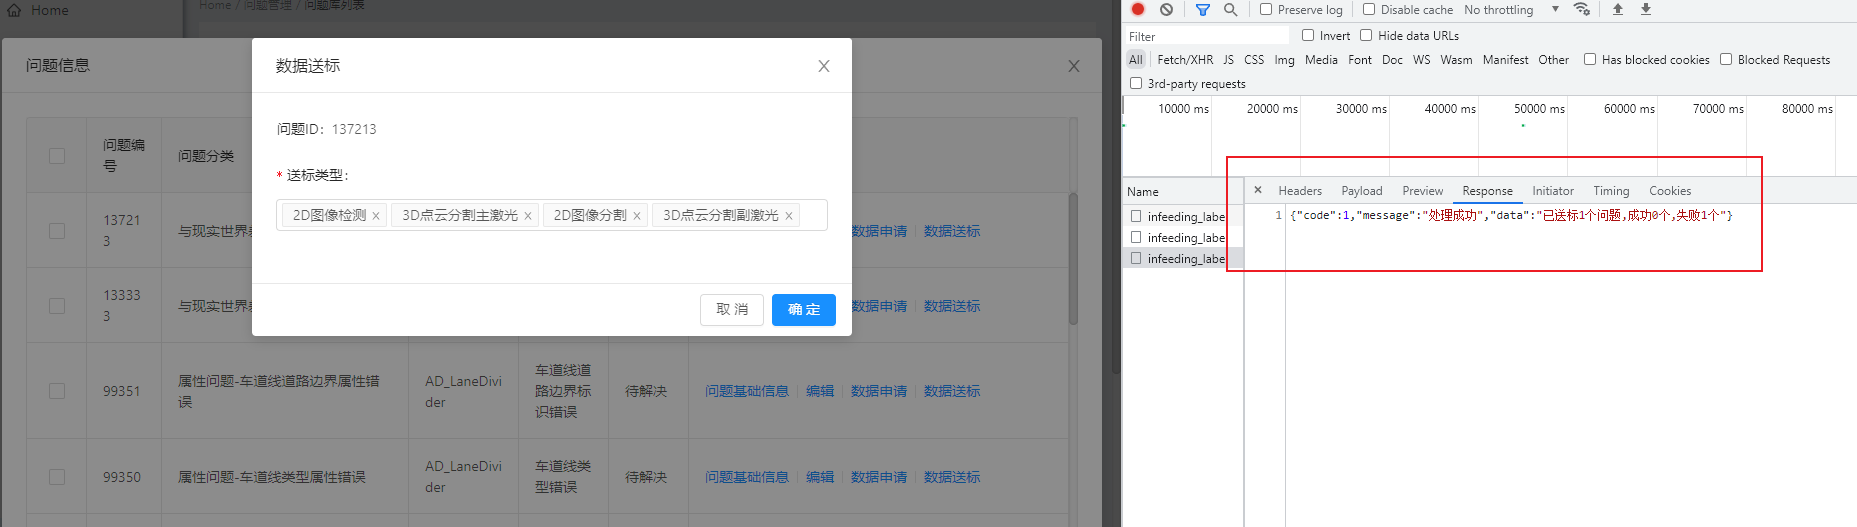 Home
Home / 问题管理 / 问题库列表
问题信息
数据送标
问题ID：137213
* 送标类型：
2D图像检测 ×
3D点云分割主激光 ×
2D图像分割 ×
3D点云分割副激光 ×
取 消
确 定
问题编号
问题分类
137213
与现实世界
数据申请
数据送标
133333
与现实世界
数据申请
数据送标
99351
属性问题-车道线道路边界属性错误
AD_LaneDivider
车道线道路边界标识错误
待解决
问题基础信息
编辑
数据申请
数据送标
99350
属性问题-车道线类型属性错误
AD_LaneDivider
车道线类型错误
待解决
问题基础信息
编辑
数据申请
数据送标
Preserve log
Disable cache
No throttling
Filter
Invert
Hide data URLs
All
Fetch/XHR
JS
CSS
Img
Media
Font
Doc
WS
Wasm
Manifest
Other
Has blocked cookies
Blocked Requests
3rd-party requests
10000 ms
20000 ms
30000 ms
40000 ms
50000 ms
60000 ms
70000 ms
80000 ms
Name
×
Headers
Payload
Preview
Response
Initiator
Timing
Cookies
infeeding_labe
infeeding_labe
infeeding_labe
1 {"code":1,"message":"处理成功","data":"已送标1个问题,成功0个,失败1个"}